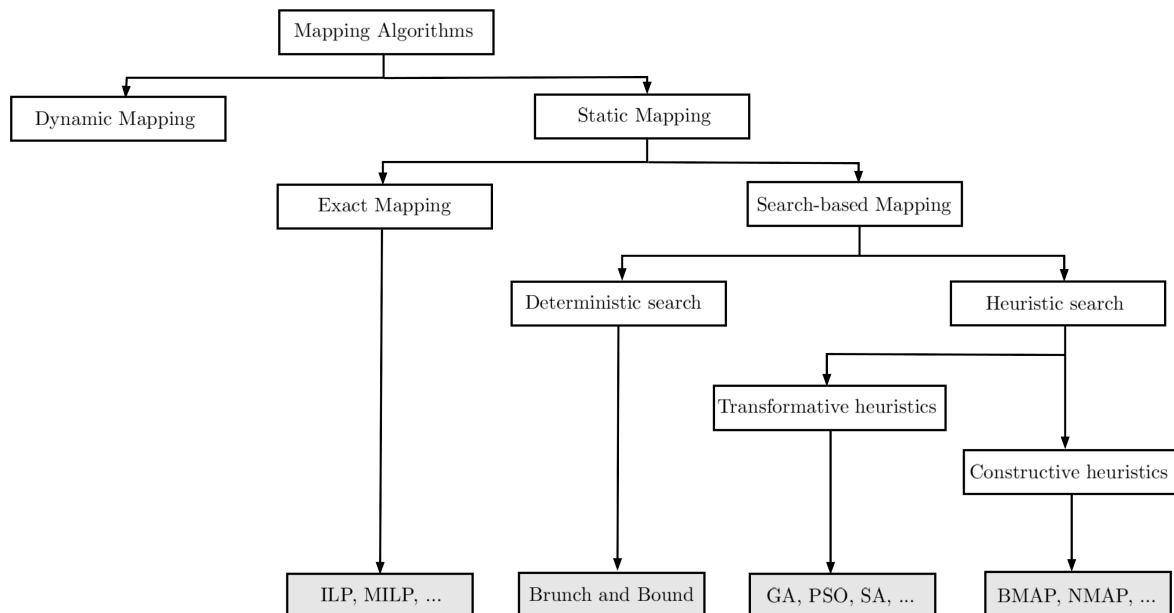 Mapping Algorithms
Dynamic Mapping
Static Mapping
Exact Mapping
Search-based Mapping
Deterministic search
Heuristic search
Transformative heuristics
Constructive heuristics
ILP, MILP, ...
Brunch and Bound
GA, PSO, SA, ...
BMAP, NMAP, ...